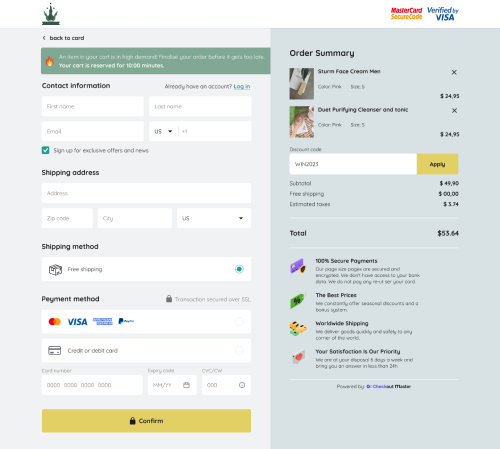 MasterCard
SecureCode
Verified by
VISA
back to card
An item in your cart is in high demand! Finalise your order before it gets too late.
Your cart is reserved for 10:00 minutes.
Contact information
Already have an account? Log in
First name
Last name
Email
US
+1
Sign up for exclusive offers and news
Shipping address
Address
Zip code
City
US
Shipping method
Free shipping
Payment method
Transaction secured over SSL
VISA
PayPal
Credit or debit card
Card number
Expiry code
CVC/CW
0000 0000 0000 0000
MM/YY
000
Confirm
Order Summary
Sturm Face Cream Men
Color: Pink
Size: S
$ 24,95
Duet Purifying Cleanser and tonic
Color: Pink
Size: S
$ 24,95
Discount code
WIN2023
Apply
Subtotal
$ 49,90
Free shipping
$ 00,00
Estimated taxes
$ 3.74
Total
$53.64
100% Secure Payments
Our page size pages are secured and
encrypted. We don't have access to your bank
data. We do not pay any
your card.
The Best Prices
We constantly offer seasonal discounts and a
bonus system.
Worldwide Shipping
We deliver goods quickly and safely to any
corner of the world.
Your Satisfaction Is Our Priority
We are at your disposal 6 days a week and
bring you an answer in less than 24h.
Powered by: Checkout Master